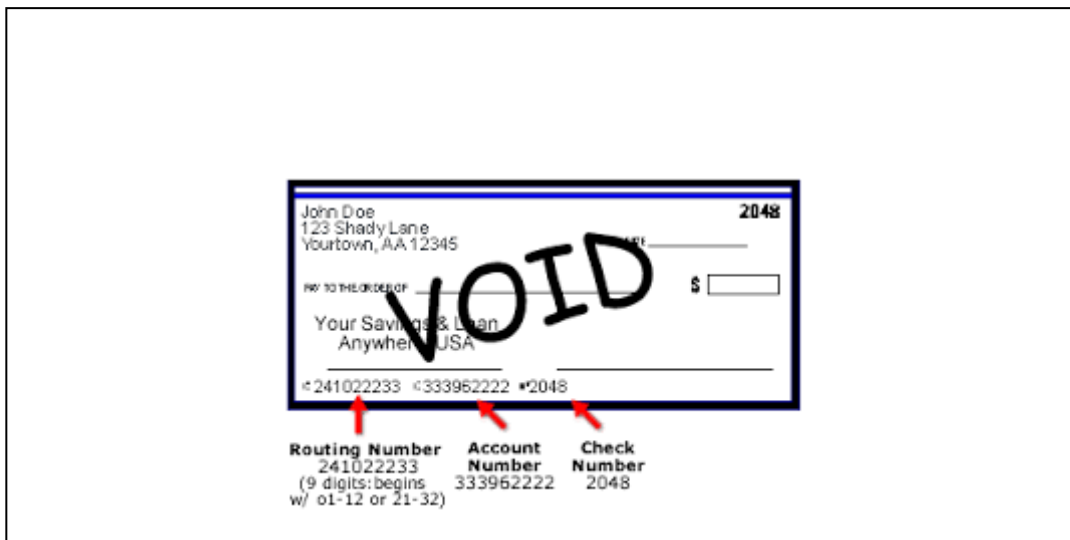 John Doe
2048
123 Shady Lane
Yourtown, AA 12345
PAY TO THE ORDER OF
$
VOID
Your Savings & Loan
Anywhere USA
241022233 333962222 2048
Routing Number
241022233
(9 digits: begins
w/ o1-12 or 21-32)
Account
Number
333962222
Check
Number
2048